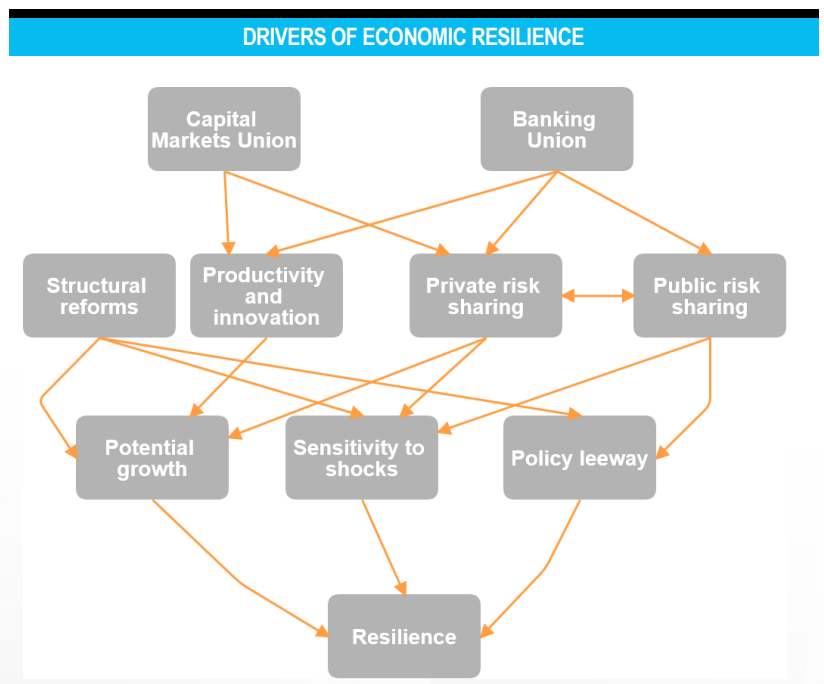 DRIVERS OF ECONOMIC RESILIENCE
Capital
Markets Union
Banking
Union
Structural
reforms
Productivity
and
innovation
Private risk
sharing
Public risk
sharing
Potential
growth
Sensitivity to
shocks
Policy leeway
Resilience